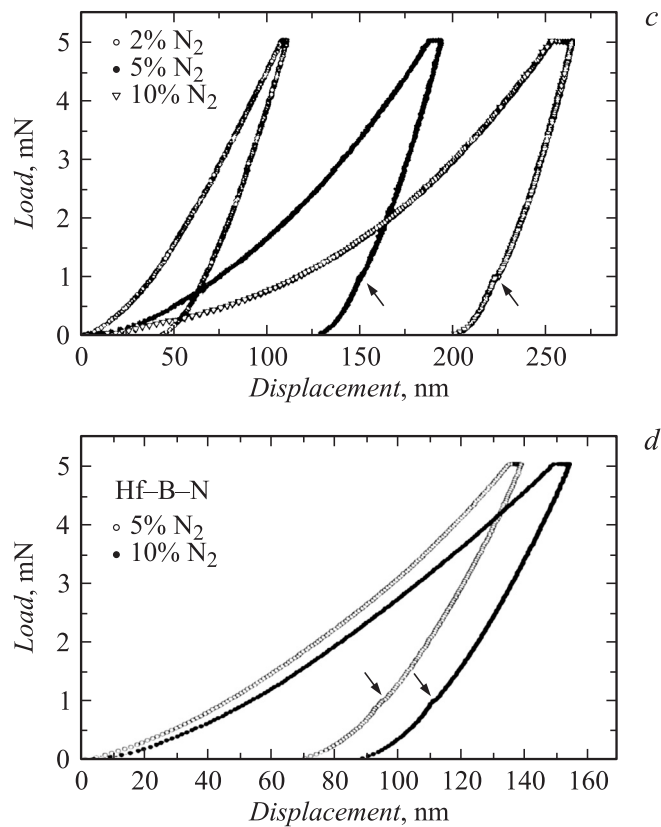 c
5
4
3
2
1
0
○ 2% N₂
• 5% N₂
▽ 10% N₂
Load, mN
0 50 100 150 200 250
Displacement, nm
d
5
4
3
2
1
0
Hf–B–N
○ 5% N₂
• 10% N₂
Load, mN
0 20 40 60 80 100 120 140 160
Displacement, nm